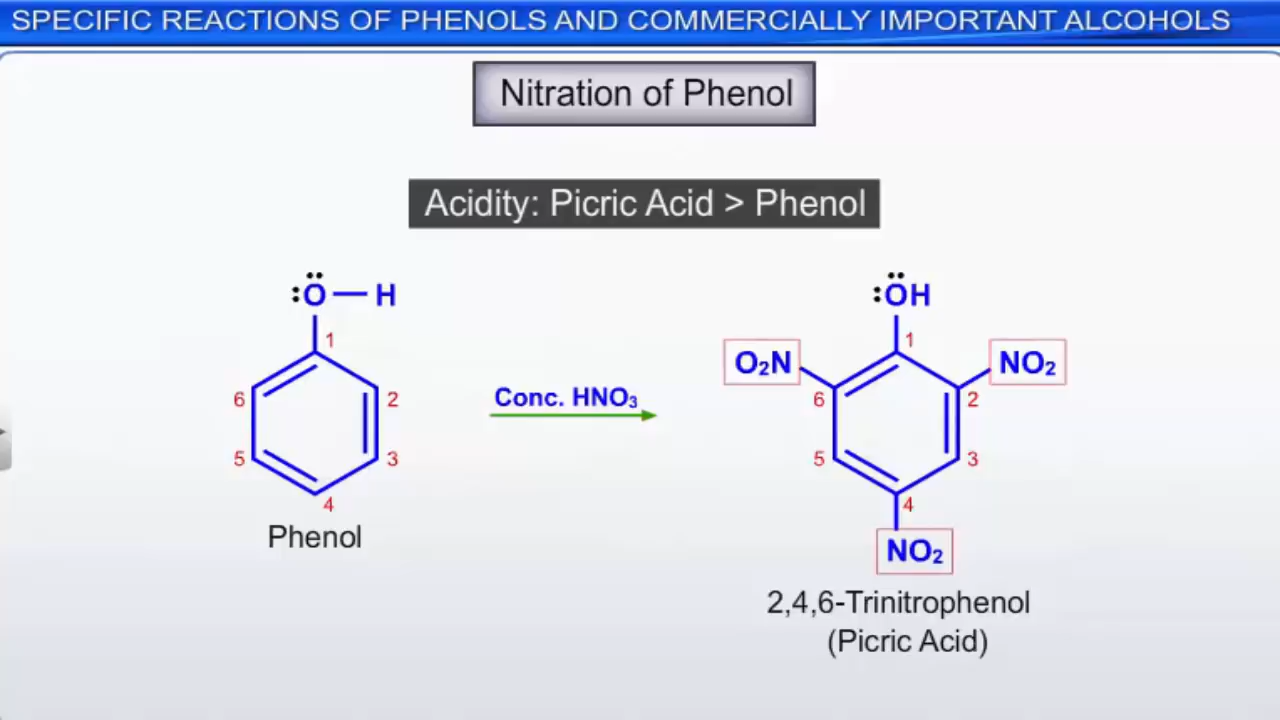 SPECIFIC REACTIONS OF PHENOLS AND COMMERCIALLY IMPORTANT ALCOHOLS
Nitration of Phenol
Acidity: Picric Acid > Phenol
:Ö — H
1
2
3
4
5
6
Phenol
Conc. HNO₃
:ÖH
O₂N
NO₂
1
2
3
4
5
6
NO₂
2,4,6-Trinitrophenol
(Picric Acid)